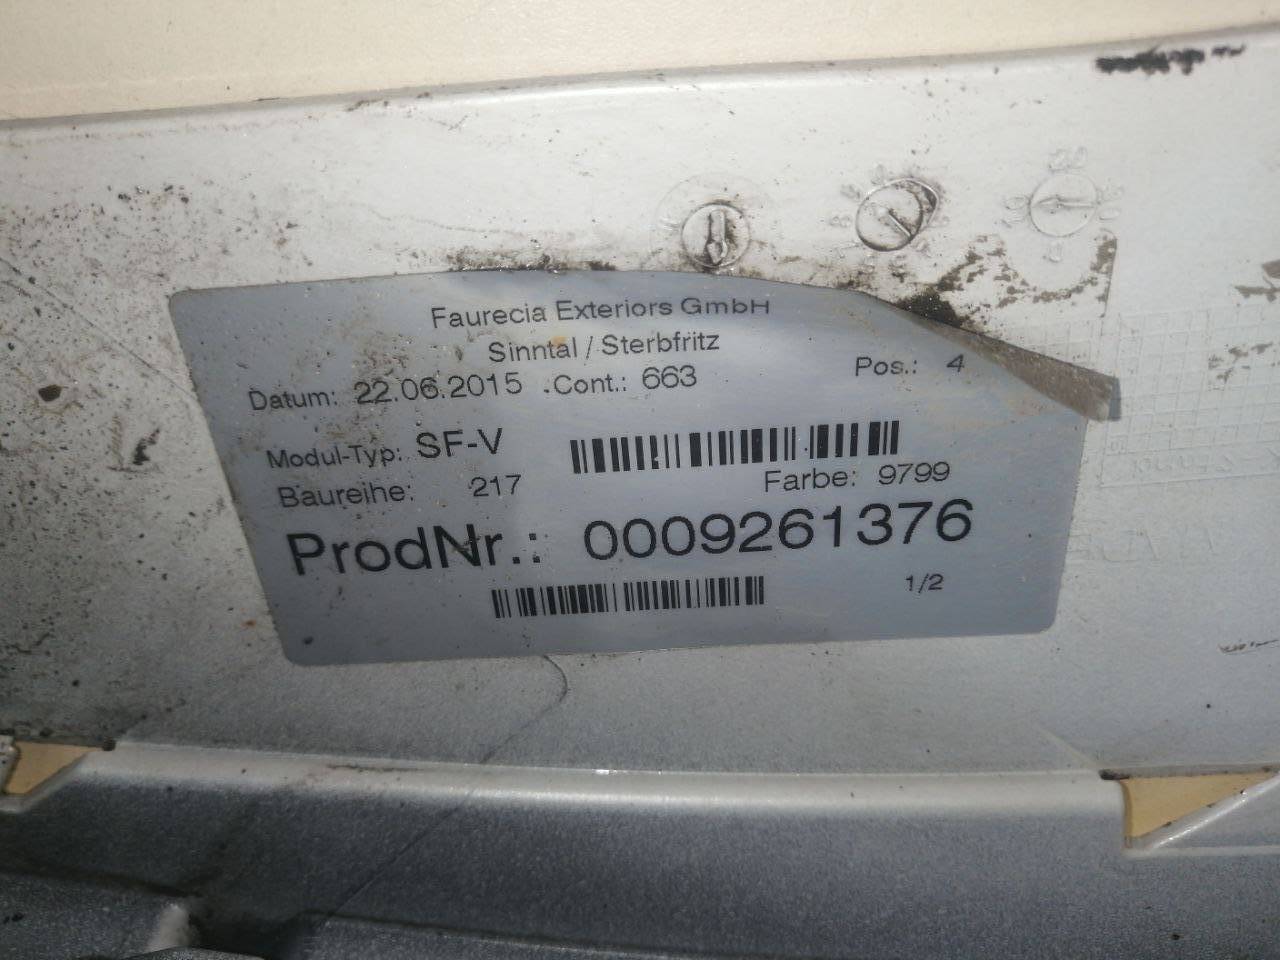 Faurecia Exteriors GmbH
Sinntal / Sterbfritz
Datum: 22.06.2015 Cont.: 663 Pos.: 4
Modul-Typ: SF-V
Baureihe: 217 Farbe: 9799
ProdNr.: 0009261376
1/2